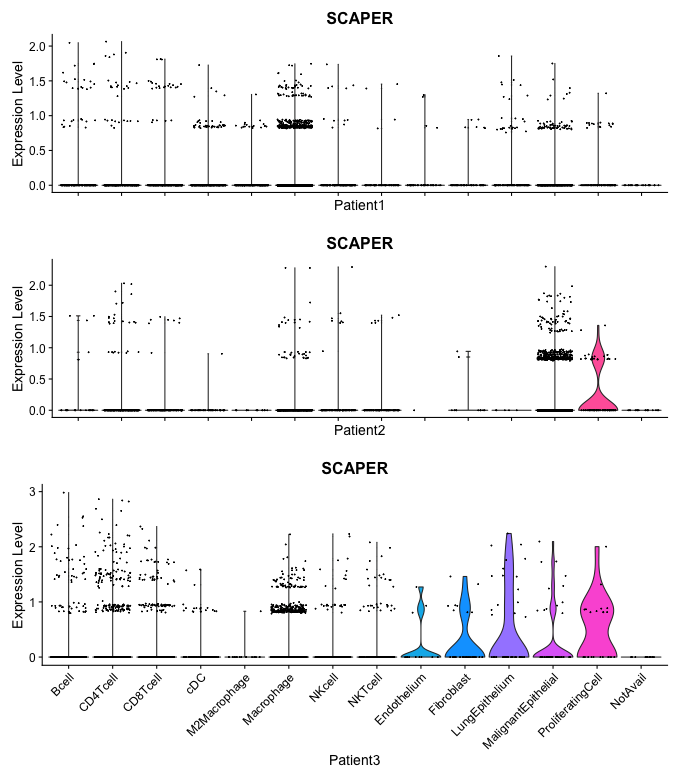 SCAPER
Expression Level
2.0
1.5
1.0
0.5
0.0
Patient1
SCAPER
Expression Level
2.0
1.5
1.0
0.5
0.0
Patient2
SCAPER
Expression Level
3
2
1
0
Bcell
CD4Tcell
CD8Tcell
cDC
M2Macrophage
Macrophage
NKcell
NKTcell
Endothelium
Fibroblast
LungEpithelium
MalignantEpithelial
ProliferatingCell
NotAvail
Patient3